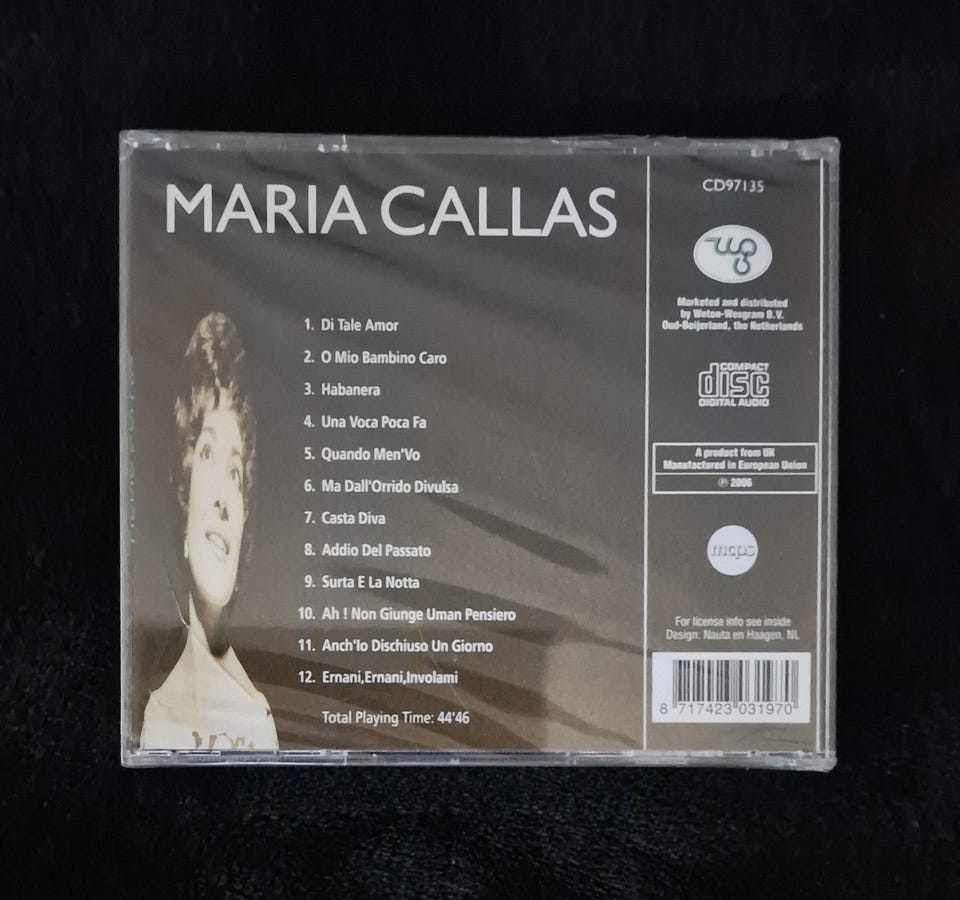 MARIA CALLAS
1. Di Tale Amor
2. O Mio Bambino Caro
3. Habanera
4. Una Voca Poca Fa
5. Quando Men'Vo
6. Ma Dall'Orrido Divulsa
7. Casta Diva
8. Addio Del Passato
9. Surta E La Notta
10. Ah ! Non Giunge Uman Pensiero
11. Anch'Io Dischiuso Un Giorno
12. Ernani,Ernani,Involami
Total Playing Time: 44'46
CD97135
wg
Marketed and distributed
by Weton-Wesgram B.V.
Oud-Beijerland, the Netherlands
COMPACT
disc
DIGITAL AUDIO
A product from UK
Manufactured in European Union
℗ 2006
mcps
For license info see inside
Design: Nauta en Haagen, NL
8 717423 031970